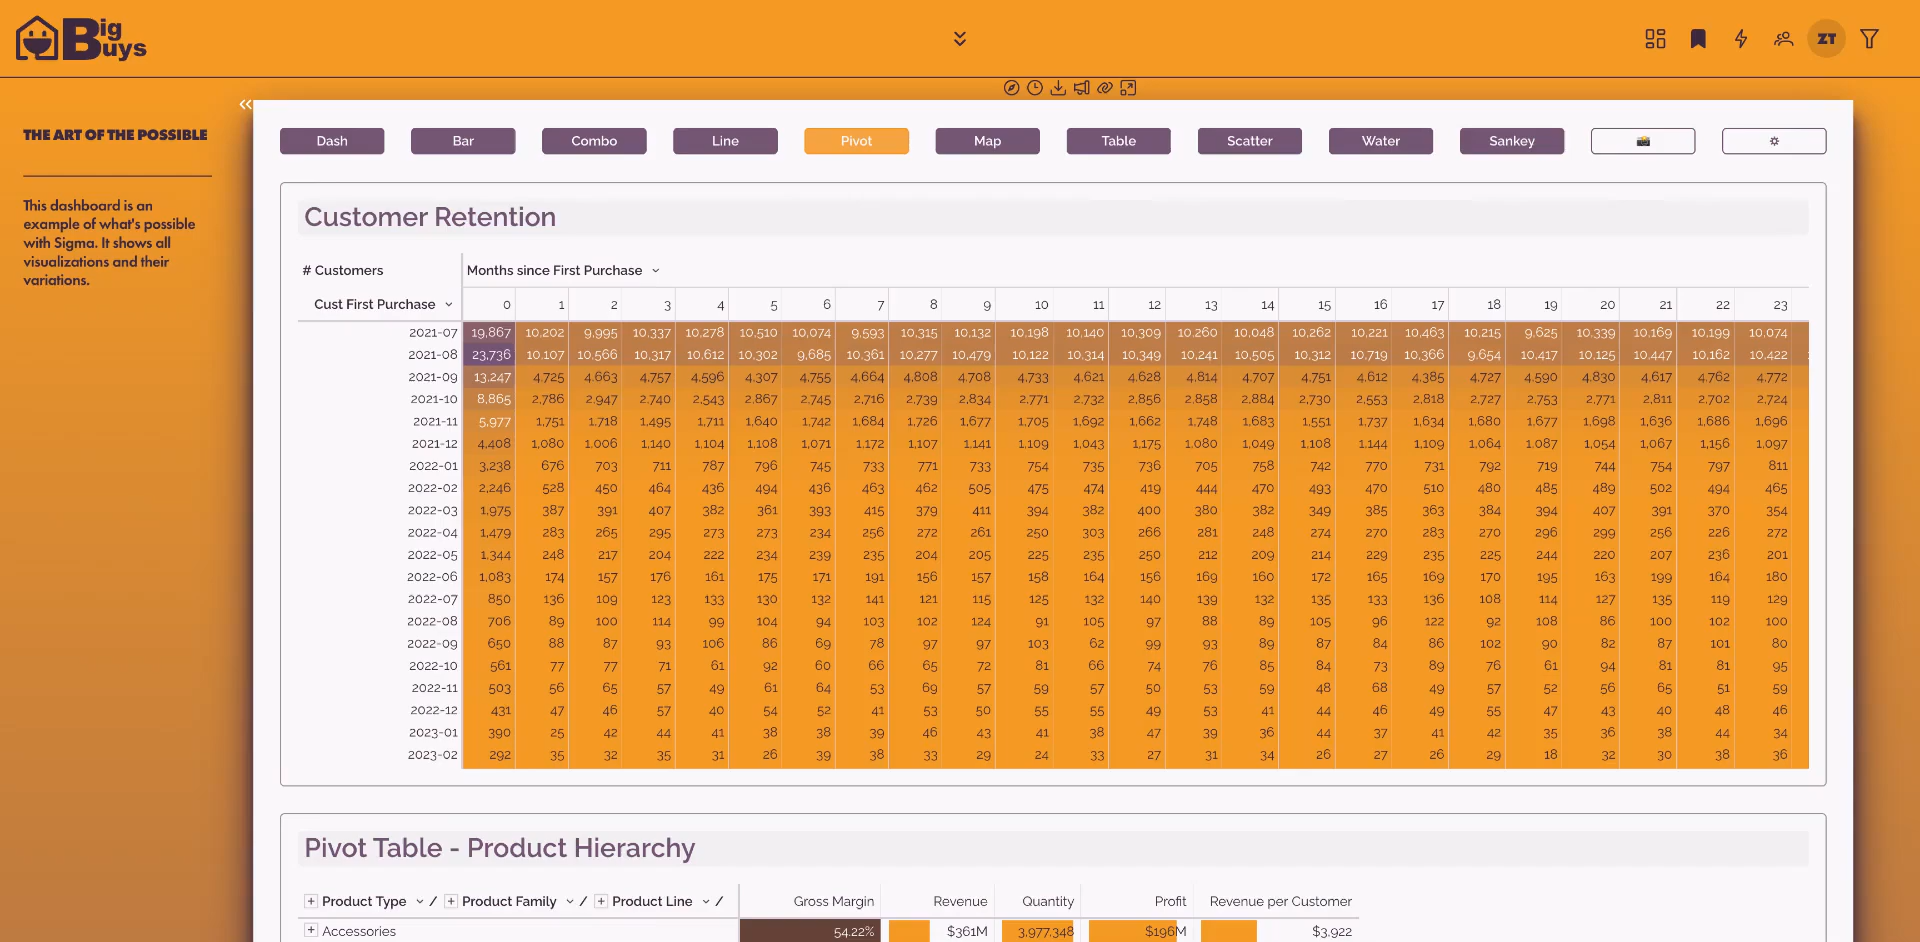 Big Buys
ZT
THE ART OF THE POSSIBLE
This dashboard is an
example of what's possible
with Sigma. It shows all
visualizations and their
variations.
Dash Bar Combo Line Pivot Map Table Scatter Water Sankey
Customer Retention
# Customers Months since First Purchase
Cust First Purchase 0 1 2 3 4 5 6 7 8 9 10 11 12 13 14 15 16 17 18 19 20 21 22 23
2021-07 19,867 10,202 9,995 10,337 10,278 10,510 10,074 9,593 10,315 10,132 10,198 10,140 10,309 10,260 10,048 10,262 10,221 10,463 10,215 9,625 10,339 10,169 10,199 10,074
2021-08 23,736 10,107 10,566 10,317 10,612 10,302 9,685 10,361 10,277 10,479 10,122 10,314 10,349 10,241 10,505 10,312 10,719 10,366 9,654 10,417 10,125 10,447 10,162 10,422
2021-09 13,247 4,725 4,663 4,757 4,596 4,307 4,755 4,664 4,808 4,708 4,733 4,621 4,628 4,814 4,707 4,751 4,612 4,385 4,727 4,590 4,830 4,617 4,762 4,772
2021-10 8,865 2,786 2,947 2,740 2,543 2,867 2,745 2,716 2,739 2,834 2,771 2,732 2,856 2,858 2,884 2,730 2,553 2,818 2,727 2,753 2,771 2,811 2,702 2,724
2021-11 5,977 1,751 1,718 1,495 1,711 1,640 1,742 1,684 1,726 1,677 1,705 1,692 1,662 1,748 1,683 1,551 1,737 1,634 1,680 1,677 1,698 1,636 1,686 1,696
2021-12 4,408 1,080 1,006 1,140 1,104 1,108 1,071 1,172 1,107 1,141 1,109 1,043 1,175 1,080 1,049 1,108 1,144 1,109 1,064 1,087 1,054 1,067 1,156 1,097
2022-01 3,238 676 703 711 787 796 745 733 771 733 754 735 736 705 758 742 770 731 792 719 744 754 797 811
2022-02 2,246 528 450 464 436 494 436 463 462 505 475 474 419 444 470 493 470 510 480 485 489 502 494 465
2022-03 1,975 387 391 407 382 361 393 415 379 411 394 382 400 380 382 349 385 363 384 394 407 391 370 354
2022-04 1,479 283 265 295 273 273 234 256 272 261 250 303 266 281 248 274 270 283 270 296 299 256 226 272
2022-05 1,344 248 217 204 222 234 239 235 204 205 225 235 250 212 209 214 229 235 225 244 220 207 236 201
2022-06 1,083 174 157 176 161 175 171 191 156 157 158 164 156 169 160 172 165 169 170 195 163 199 164 180
2022-07 850 136 109 123 133 130 132 141 121 115 125 132 140 139 132 135 133 136 108 114 127 135 119 129
2022-08 706 89 100 114 99 104 94 103 102 124 91 105 97 88 89 105 96 122 92 108 86 100 102 100
2022-09 650 88 87 93 106 86 69 78 97 97 103 62 99 93 89 87 84 86 102 90 82 87 101 80
2022-10 561 77 77 71 61 92 60 66 65 72 81 66 74 76 85 84 73 89 76 61 94 81 81 95
2022-11 503 56 65 57 49 61 64 53 69 57 59 57 50 53 59 48 68 49 57 52 56 65 51 59
2022-12 431 47 46 57 40 54 52 41 53 50 55 55 49 53 41 44 46 49 55 47 43 40 48 46
2023-01 390 25 42 44 41 38 38 39 46 43 41 38 47 39 36 44 37 41 42 35 36 38 44 34
2023-02 292 35 32 35 31 26 39 38 33 29 24 33 27 31 34 26 27 26 29 18 32 30 38 36
Pivot Table - Product Hierarchy
Product Type / Product Family / Product Line / Gross Margin Revenue Quantity Profit Revenue per Customer
Accessories 54.22% $361M 3,977,348 $196M $3,922